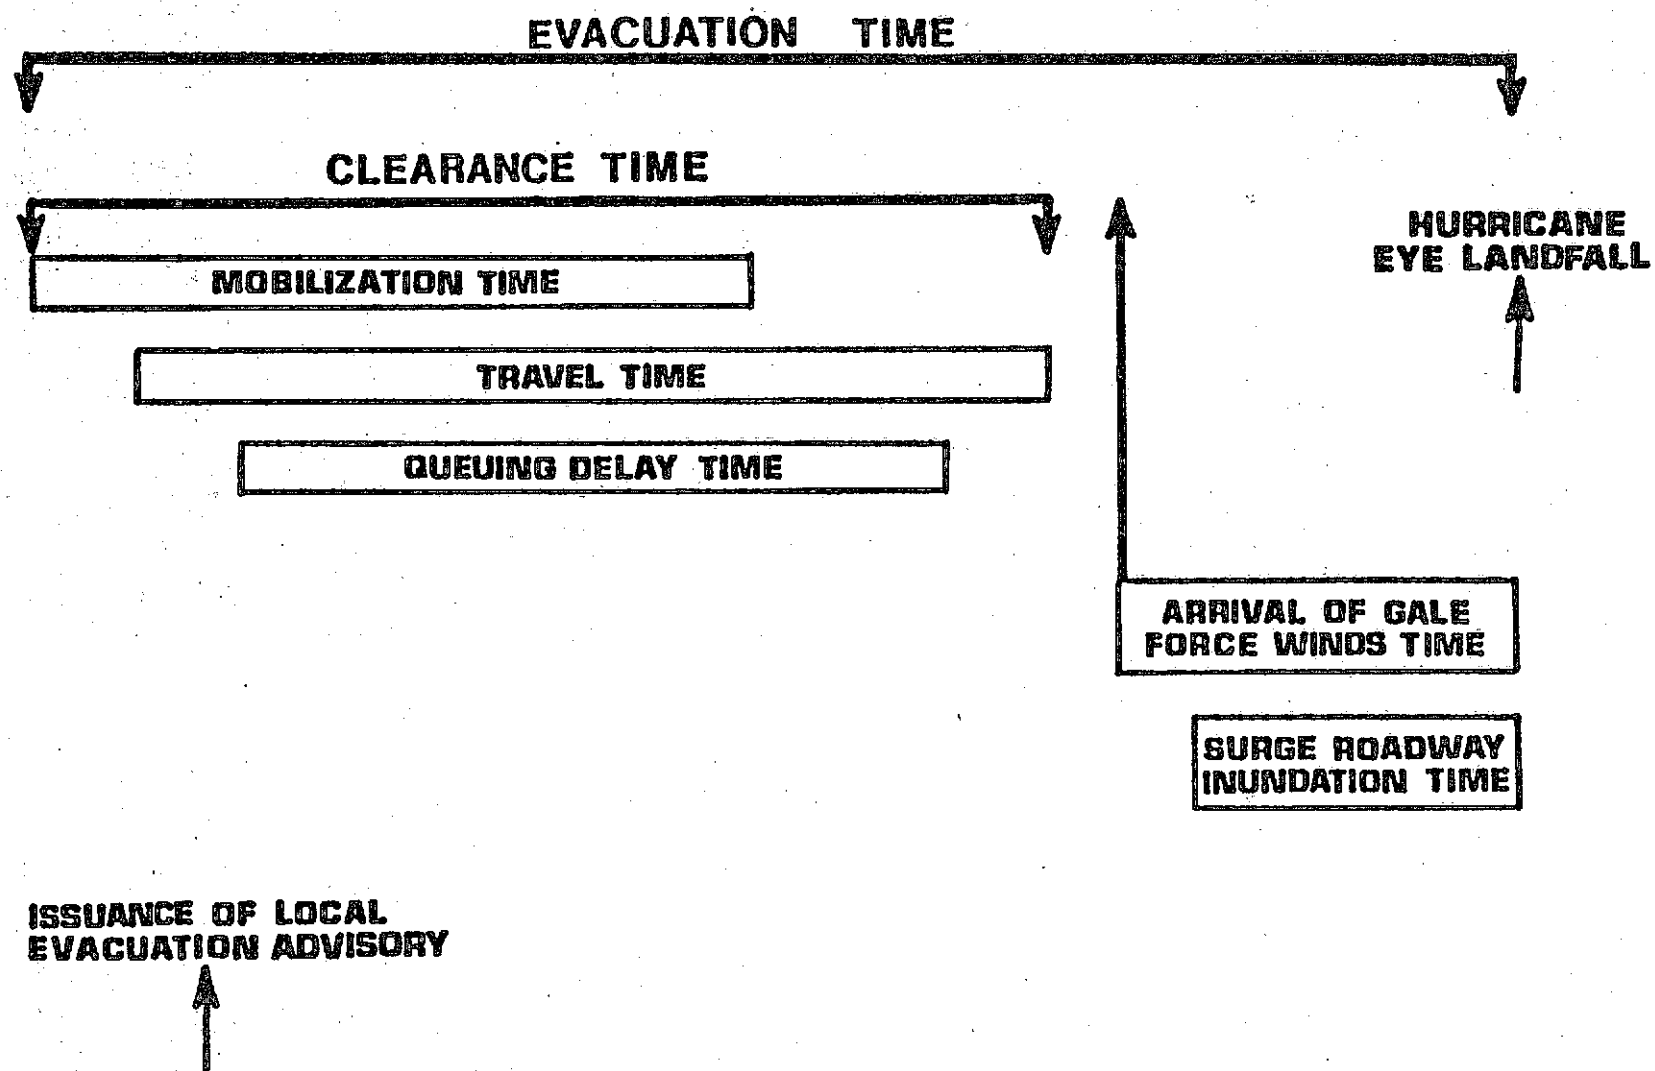 EVACUATION TIME
CLEARANCE TIME
HURRICANE
EYE LANDFALL
MOBILIZATION TIME
TRAVEL TIME
QUEUING DELAY TIME
ARRIVAL OF GALE
FORCE WINDS TIME
SURGE ROADWAY
INUNDATION TIME
ISSUANCE OF LOCAL
EVACUATION ADVISORY